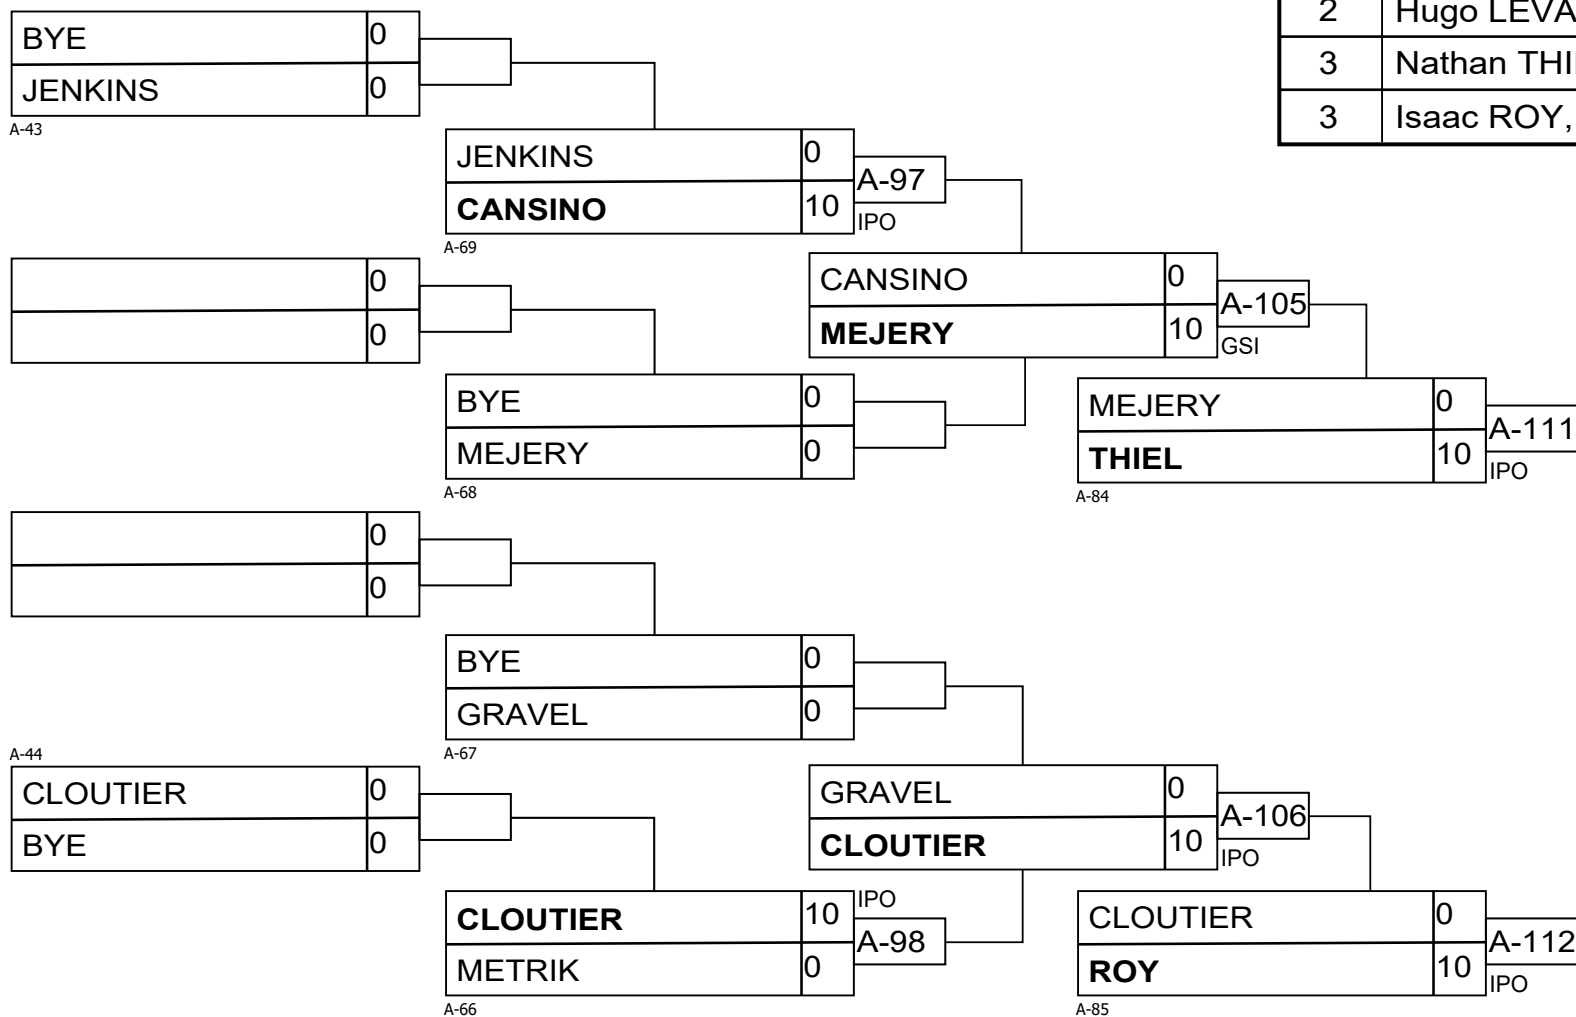 2 Hugo LEVA
3 Nathan THI
3 Isaac ROY,
BYE 0
JENKINS 0
A-43
JENKINS 0
CANSINO 10
A-97
IPO
A-69
0
0
CANSINO 0
MEJERY 10
A-105
GSI
BYE 0
MEJERY 0
A-68
MEJERY 0
THIEL 10
A-111
IPO
A-84
0
0
BYE 0
GRAVEL 0
A-67
A-44
CLOUTIER 0
BYE 0
GRAVEL 0
CLOUTIER 10
A-106
IPO
CLOUTIER 10
METRIK 0
IPO
A-98
A-66
CLOUTIER 0
ROY 10
A-112
IPO
A-85